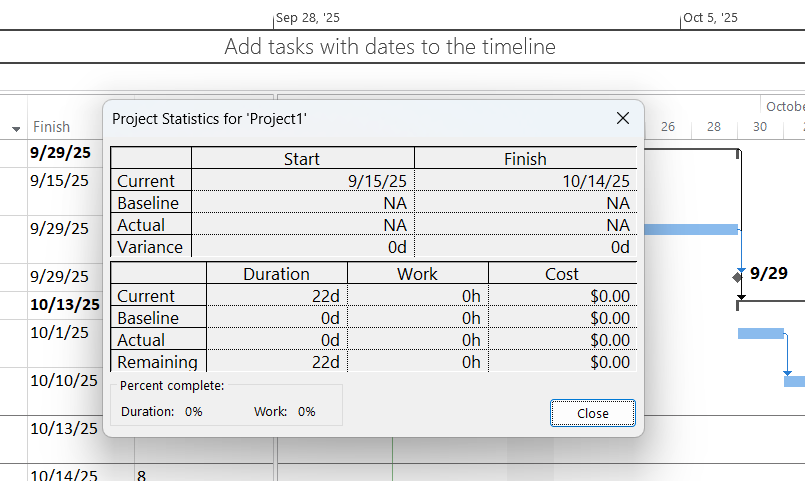 Sep 28, '25 Oct 5, '25
Add tasks with dates to the timeline
Octobe
Finish 26 28 30
Project Statistics for 'Project1'
Start Finish
Current 9/15/25 10/14/25
Baseline NA NA
Actual NA NA
Variance 0d 0d
Duration Work Cost
Current 22d 0h $0.00
Baseline 0d 0h $0.00
Actual 0d 0h $0.00
Remaining 22d 0h $0.00
Percent complete:
Duration: 0% Work: 0%
Close
9/29/25
9/15/25
9/29/25
9/29/25 9/29
10/13/25
10/1/25
10/10/25
10/13/25
10/14/25 8